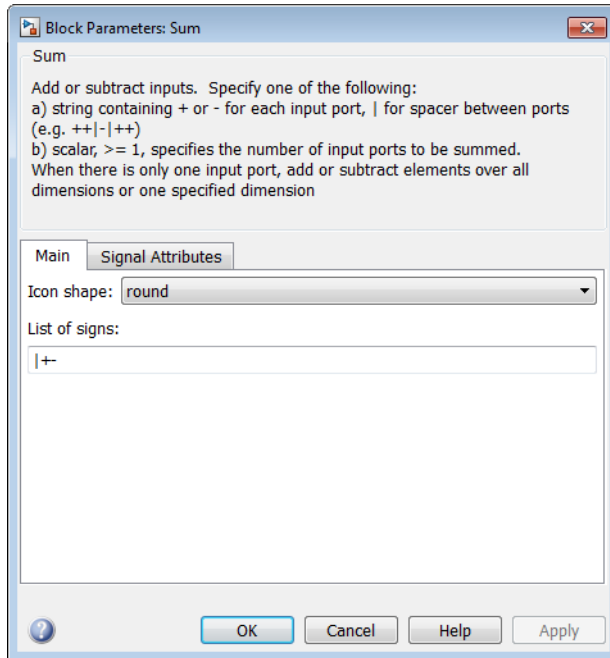 Block Parameters: Sum
Sum
Add or subtract inputs.  Specify one of the following:
a) string containing + or - for each input port, | for spacer between ports
(e.g. ++|-|++)
b) scalar, >= 1, specifies the number of input ports to be summed.
When there is only one input port, add or subtract elements over all
dimensions or one specified dimension
Main Signal Attributes
Icon shape: round
List of signs:
|+-
OK Cancel Help Apply